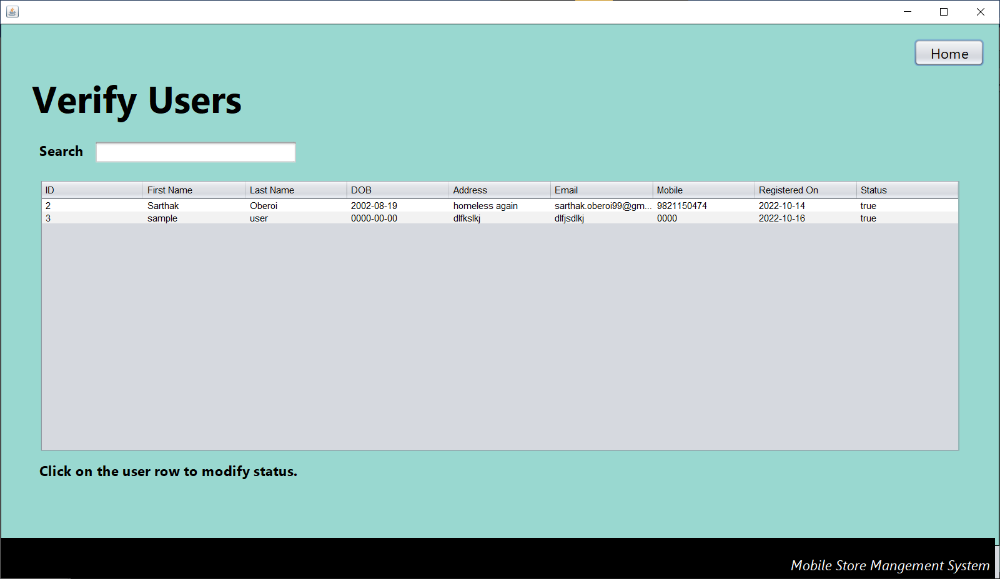 Home
Verify Users
Search
ID First Name Last Name DOB Address Email Mobile Registered On Status
2 Sarthak Oberoi 2002-08-19 homeless again sarthak.oberoi99@gm... 9821150474 2022-10-14 true
3 sample user 0000-00-00 dlfkslkj dlfjsdlkj 0000 2022-10-16 true
Click on the user row to modify status.
Mobile Store Mangement System